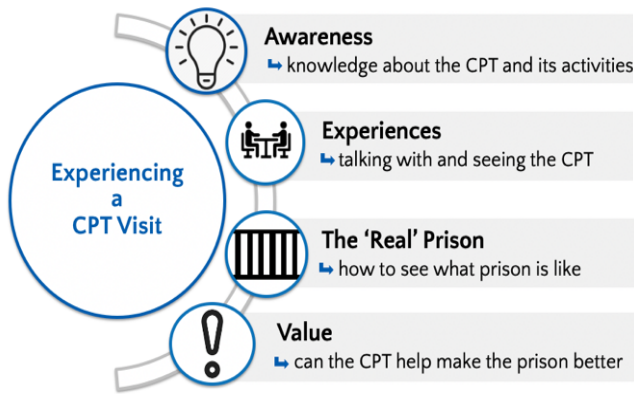 Experiencing
a
CPT Visit
Awareness
knowledge about the CPT and its activities
Experiences
talking with and seeing the CPT
The ‘Real’ Prison
how to see what prison is like
Value
can the CPT help make the prison better